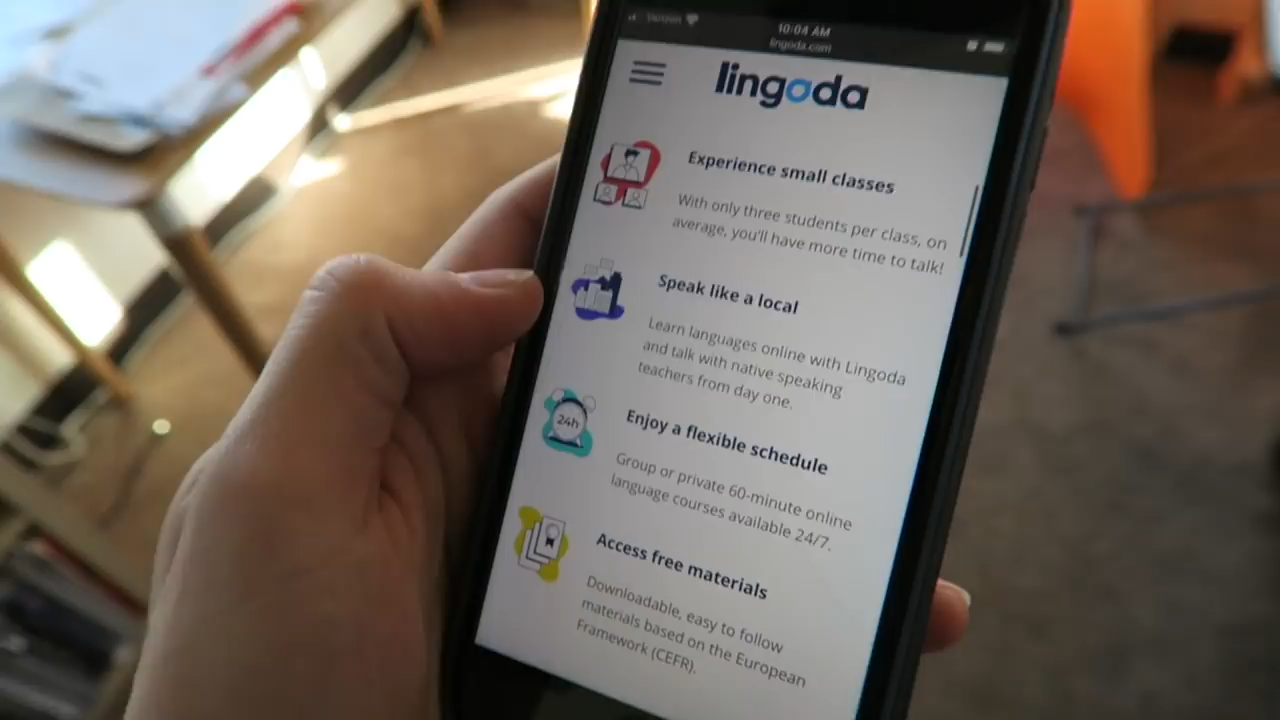 Verizon
10:04 AM
lingoda.com
lingoda
Experience small classes
With only three students per class, on
average, you'll have more time to talk!
Speak like a local
Learn languages online with Lingoda
and talk with native speaking
teachers from day one.
24h
Enjoy a flexible schedule
Group or private 60-minute online
language courses available 24/7.
Access free materials
Downloadable, easy to follow
materials based on the European
Framework (CEFR).